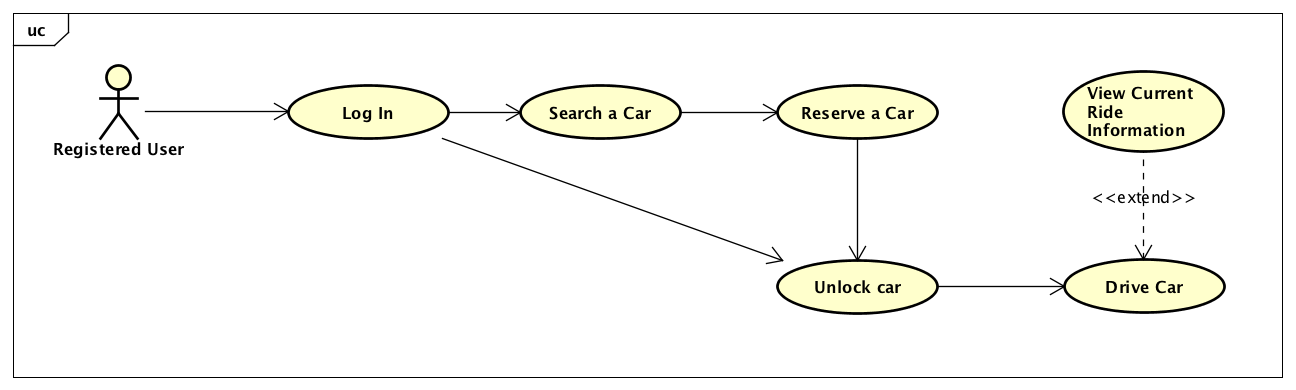 uc
Registered User
Log In
Search a Car
Reserve a Car
View Current
Ride
Information
<<extend>>
Unlock car
Drive Car